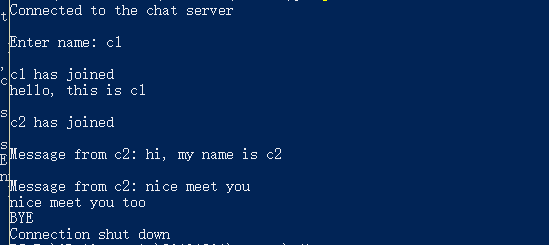 Connected to the chat server
Enter name: c1
c1 has joined
hello, this is c1
c2 has joined
Message from c2: hi, my name is c2
Message from c2: nice meet you
nice meet you too
BYE
Connection shut down